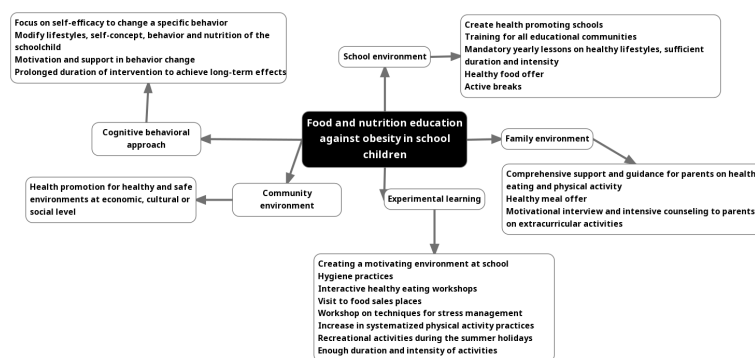 Focus on self-efficacy to change a specific behavior
Modify lifestyles, self-concept, behavior and nutrition of the
schoolchild
Motivation and support in behavior change
Prolonged duration of intervention to achieve long-term effects
School environment
Create health promoting schools
Training for all educational communities
Mandatory yearly lessons on healthy lifestyles, sufficient
duration and intensity
Healthy food offer
Active breaks
Cognitive behavioral
approach
Food and nutrition education
against obesity in school
children
Family environment
Comprehensive support and guidance for parents on health
eating and physical activity
Healthy meal offer
Motivational interview and intensive counseling to parents
on extracurricular activities
Health promotion for healthy and safe
environments at economic, cultural or
social level
Community
environment
Experimental learning
Creating a motivating environment at school
Hygiene practices
Interactive healthy eating workshops
Visit to food sales places
Workshop on techniques for stress management
Increase in systematized physical activity practices
Recreational activities during the summer holidays
Enough duration and intensity of activities